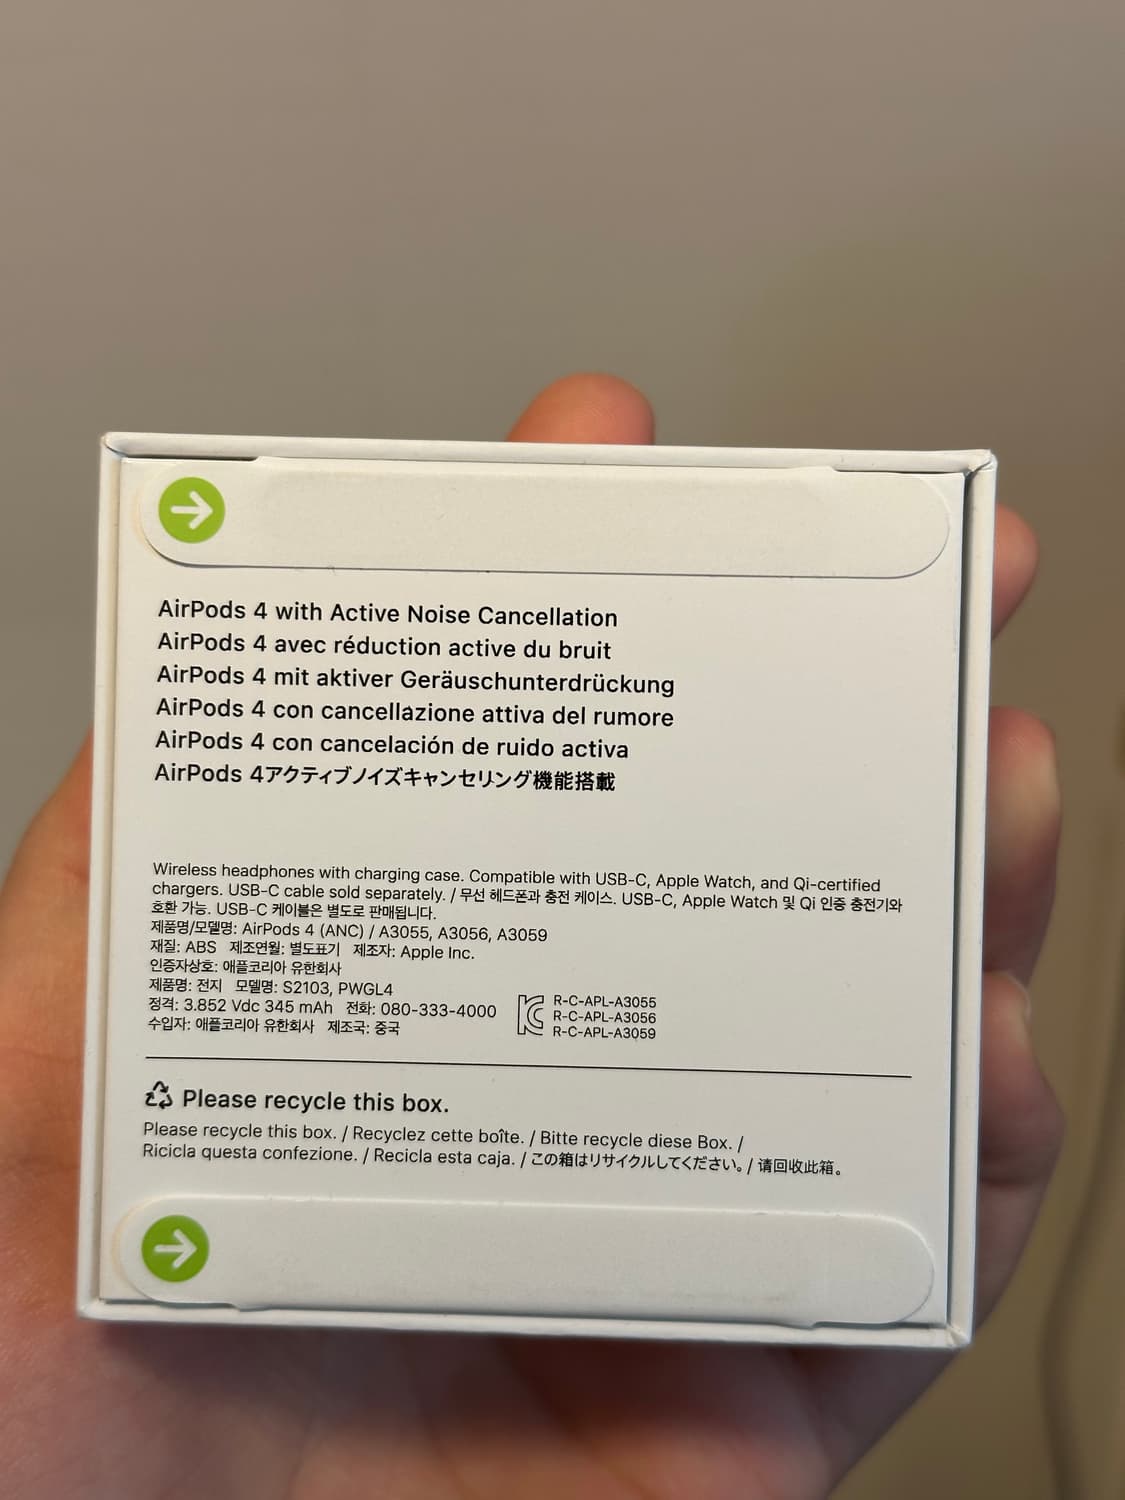 AirPods 4 with Active Noise Cancellation
AirPods 4 avec réduction active du bruit
AirPods 4 mit aktiver Geräuschunterdrückung
AirPods 4 con cancellazione attiva del rumore
AirPods 4 con cancelación de ruido activa
AirPods 4アクティブノイズキャンセリング機能搭載
Wireless headphones with charging case. Compatible with USB-C, Apple Watch, and Qi-certified
chargers. USB-C cable sold separately. / 무선 헤드폰과 충전 케이스. USB-C, Apple Watch 및 Qi 인증 충전기와
호환 가능. USB-C 케이블은 별도로 판매됩니다.
제품명/모델명: AirPods 4 (ANC) / A3055, A3056, A3059
재질: ABS 제조연월: 별도표기 제조자: Apple Inc.
인증자상호: 애플코리아 유한회사
제품명: 전지 모델명: S2103, PWGL4
정격: 3.852 Vdc 345 mAh 전화: 080-333-4000
수입자: 애플코리아 유한회사 제조국: 중국
R-C-APL-A3055
R-C-APL-A3056
R-C-APL-A3059
Please recycle this box.
Please recycle this box. / Recyclez cette boîte. / Bitte recycle diese Box. /
Ricicla questa confezione. / Recicla esta caja. / この箱はリサイクルしてください。/ 请回收此箱。